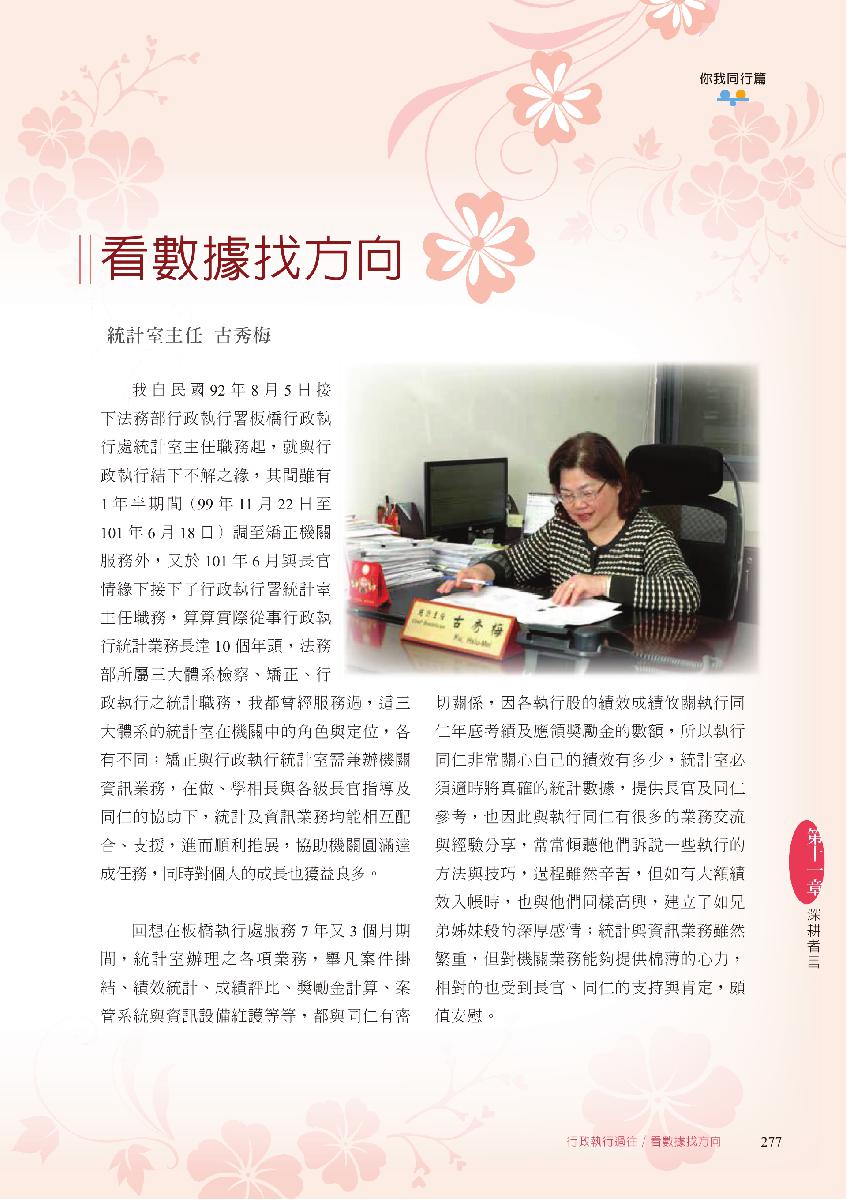 你我同行篇
看數據找方向
統計室主任 古秀梅
我自民國 92 年 8 月 5 日接
下法務部行政執行署板橋行政執
行處統計室主任職務起，就與行
政執行結下不解之緣，其間雖有
1 年半期間（99 年 11 月 22 日至
101 年 6 月 18 日）調至矯正機關
服務外，又於 101 年 6 月與長官
情緣下接下了行政執行署統計室
主任職務，算算實際從事行政執
行統計業務長達 10 個年頭，法務
部所屬三大體系檢察、矯正、行
政執行之統計職務，我都曾經服務過，這三
大體系的統計室在機關中的角色與定位，各
有不同；矯正與行政執行統計室需兼辦機關
資訊業務，在做、學相長與各級長官指導及
同仁的協助下，統計及資訊業務均能相互配
合、支援，進而順利推展，協助機關圓滿達
成任務，同時對個人的成長也獲益良多。
回想在板橋執行處服務 7 年又 3 個月期
間，統計室辦理之各項業務，舉凡案件掛
結、績效統計、成績評比、獎勵金計算、案
管系統與資訊設備維護等等，都與同仁有密
統計主任
Chief Statistician
古秀梅
Ku, Hsiu-Mei
切關係，因各執行股的績效成績攸關執行同
仁年底考績及應領獎勵金的數額，所以執行
同仁非常關心自己的績效有多少，統計室必
須適時將真確的統計數據，提供長官及同仁
參考，也因此與執行同仁有很多的業務交流
與經驗分享，常常傾聽他們訴說一些執行的
方法與技巧，過程雖然辛苦，但如有大額績
效入帳時，也與他們同樣高興，建立了如兄
弟姊妹般的深厚感情；統計與資訊業務雖然
繁重，但對機關業務能夠提供棉薄的心力，
相對的也受到長官、同仁的支持與肯定，頗
值安慰。
第十一章
深耕者言
行政執行過往 / 看數據找方向
277